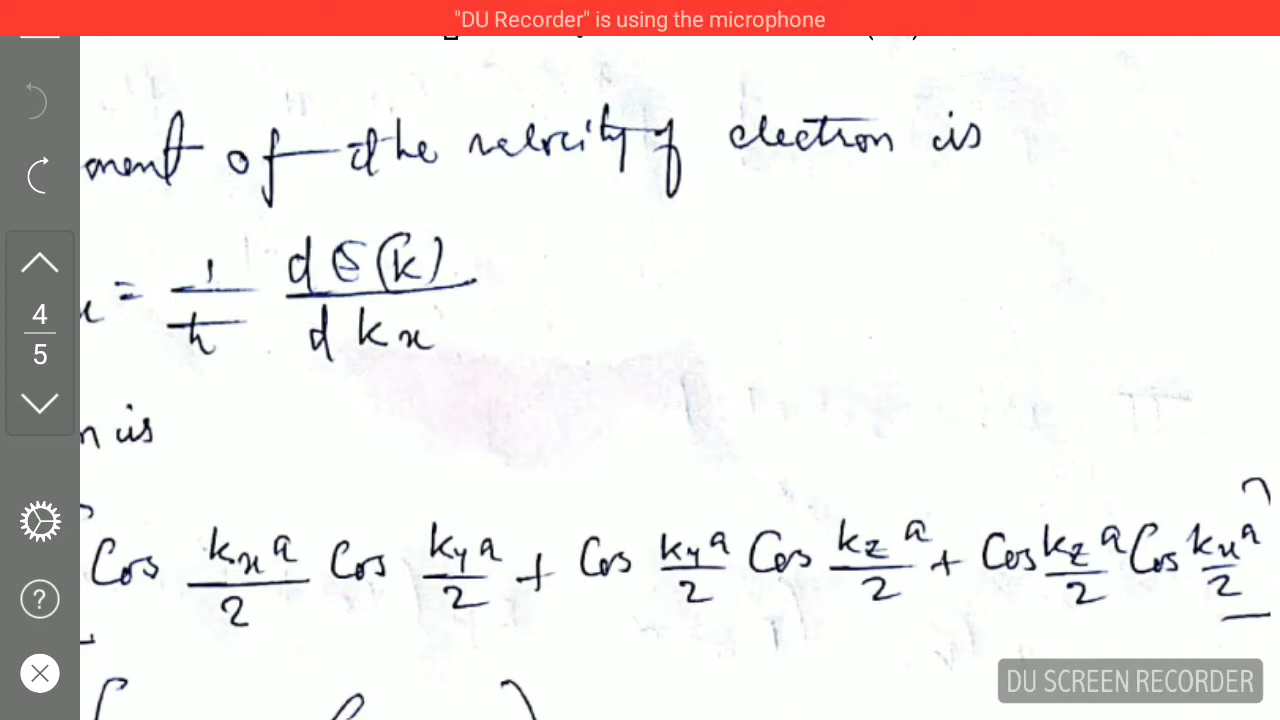 "DU Recorder" is using the microphone
ment of the velocity of electron is
x = 1/ħ dε(k)/dkx
4
5
n is
[Cos kxa/2 Cos kya/2 + Cos kya/2 Cos kza/2 + Cos kza/2 Cos kxa/2]
?
DU SCREEN RECORDER